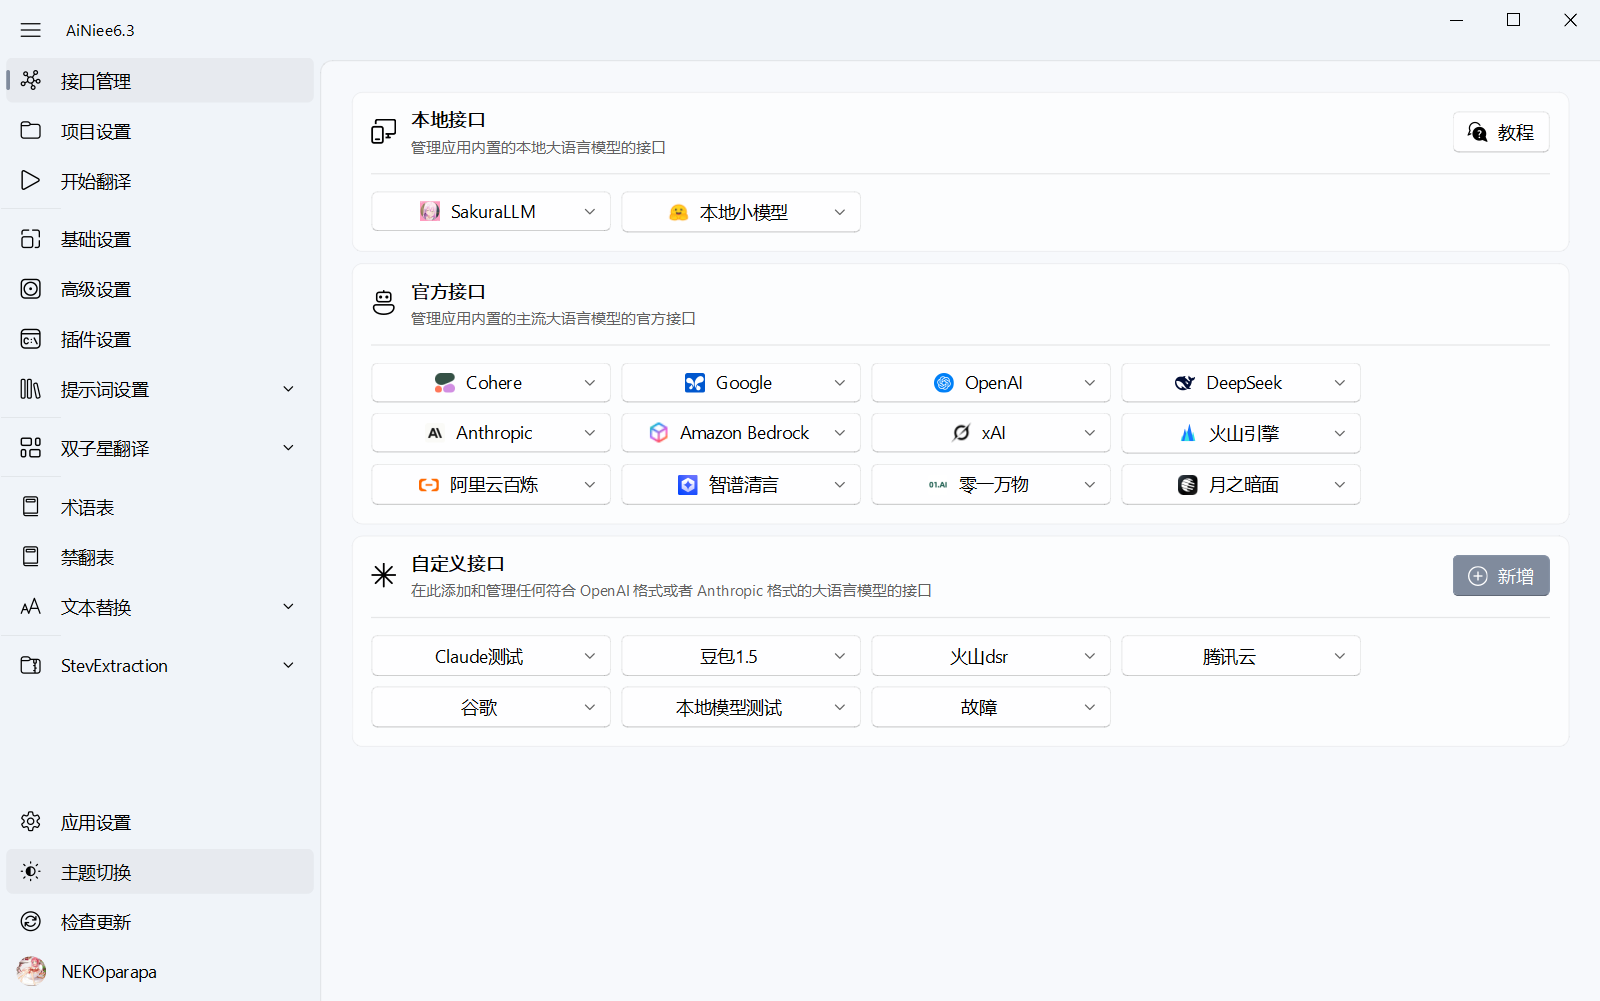 AiNiee6.3
接口管理
项目设置
开始翻译
基础设置
高级设置
插件设置
提示词设置
双子星翻译
术语表
禁翻表
文本替换
StevExtraction
应用设置
主题切换
检查更新
NEKOparapa
本地接口
管理应用内置的本地大语言模型的接口
教程
SakuraLLM
本地小模型
官方接口
管理应用内置的主流大语言模型的官方接口
Cohere
Google
OpenAI
DeepSeek
Anthropic
Amazon Bedrock
xAI
火山引擎
阿里云百炼
智谱清言
01.AI 零一万物
月之暗面
自定义接口
在此添加和管理任何符合 OpenAI 格式或者 Anthropic 格式的大语言模型的接口
新增
Claude测试
豆包1.5
火山dsr
腾讯云
谷歌
本地模型测试
故障